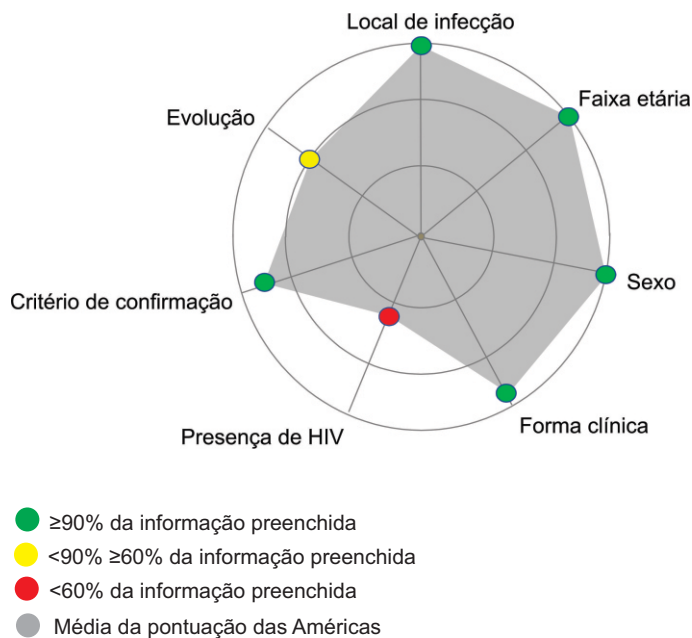 Local de infecção
Faixa etária
Evolução
Sexo
Critério de confirmação
Presença de HIV
Forma clínica
≥90% da informação preenchida
<90% ≥60% da informação preenchida
<60% da informação preenchida
Média da pontuação das Américas